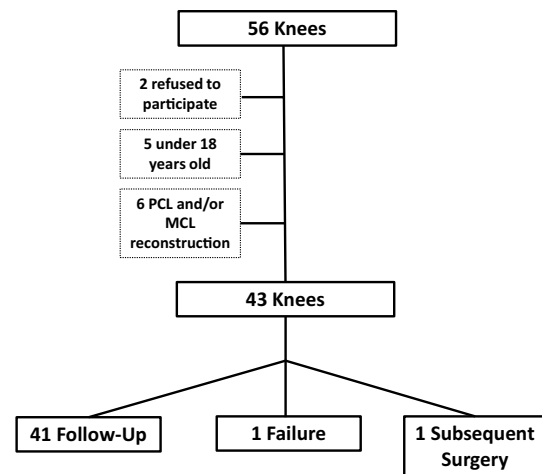 56 Knees
2 refused to
participate
5 under 18
years old
6 PCL and/or
MCL
reconstruction
43 Knees
41 Follow-Up
1 Failure
1 Subsequent
Surgery